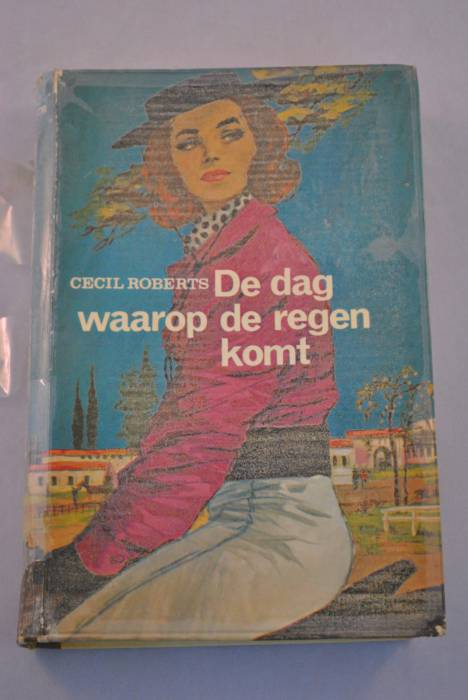 CECIL ROBERTS De dag
waarop de regen
komt